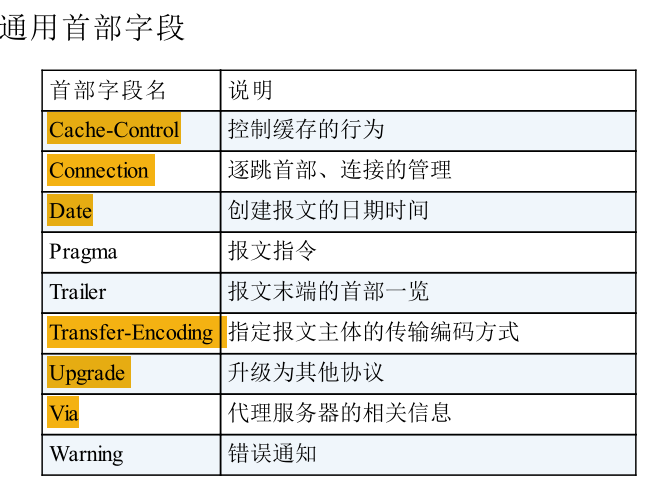 通用首部字段
首部字段名 说明
Cache-Control 控制缓存的行为
Connection 逐跳首部、连接的管理
Date 创建报文的日期时间
Pragma 报文指令
Trailer 报文末端的首部一览
Transfer-Encoding 指定报文主体的传输编码方式
Upgrade 升级为其他协议
Via 代理服务器的相关信息
Warning 错误通知